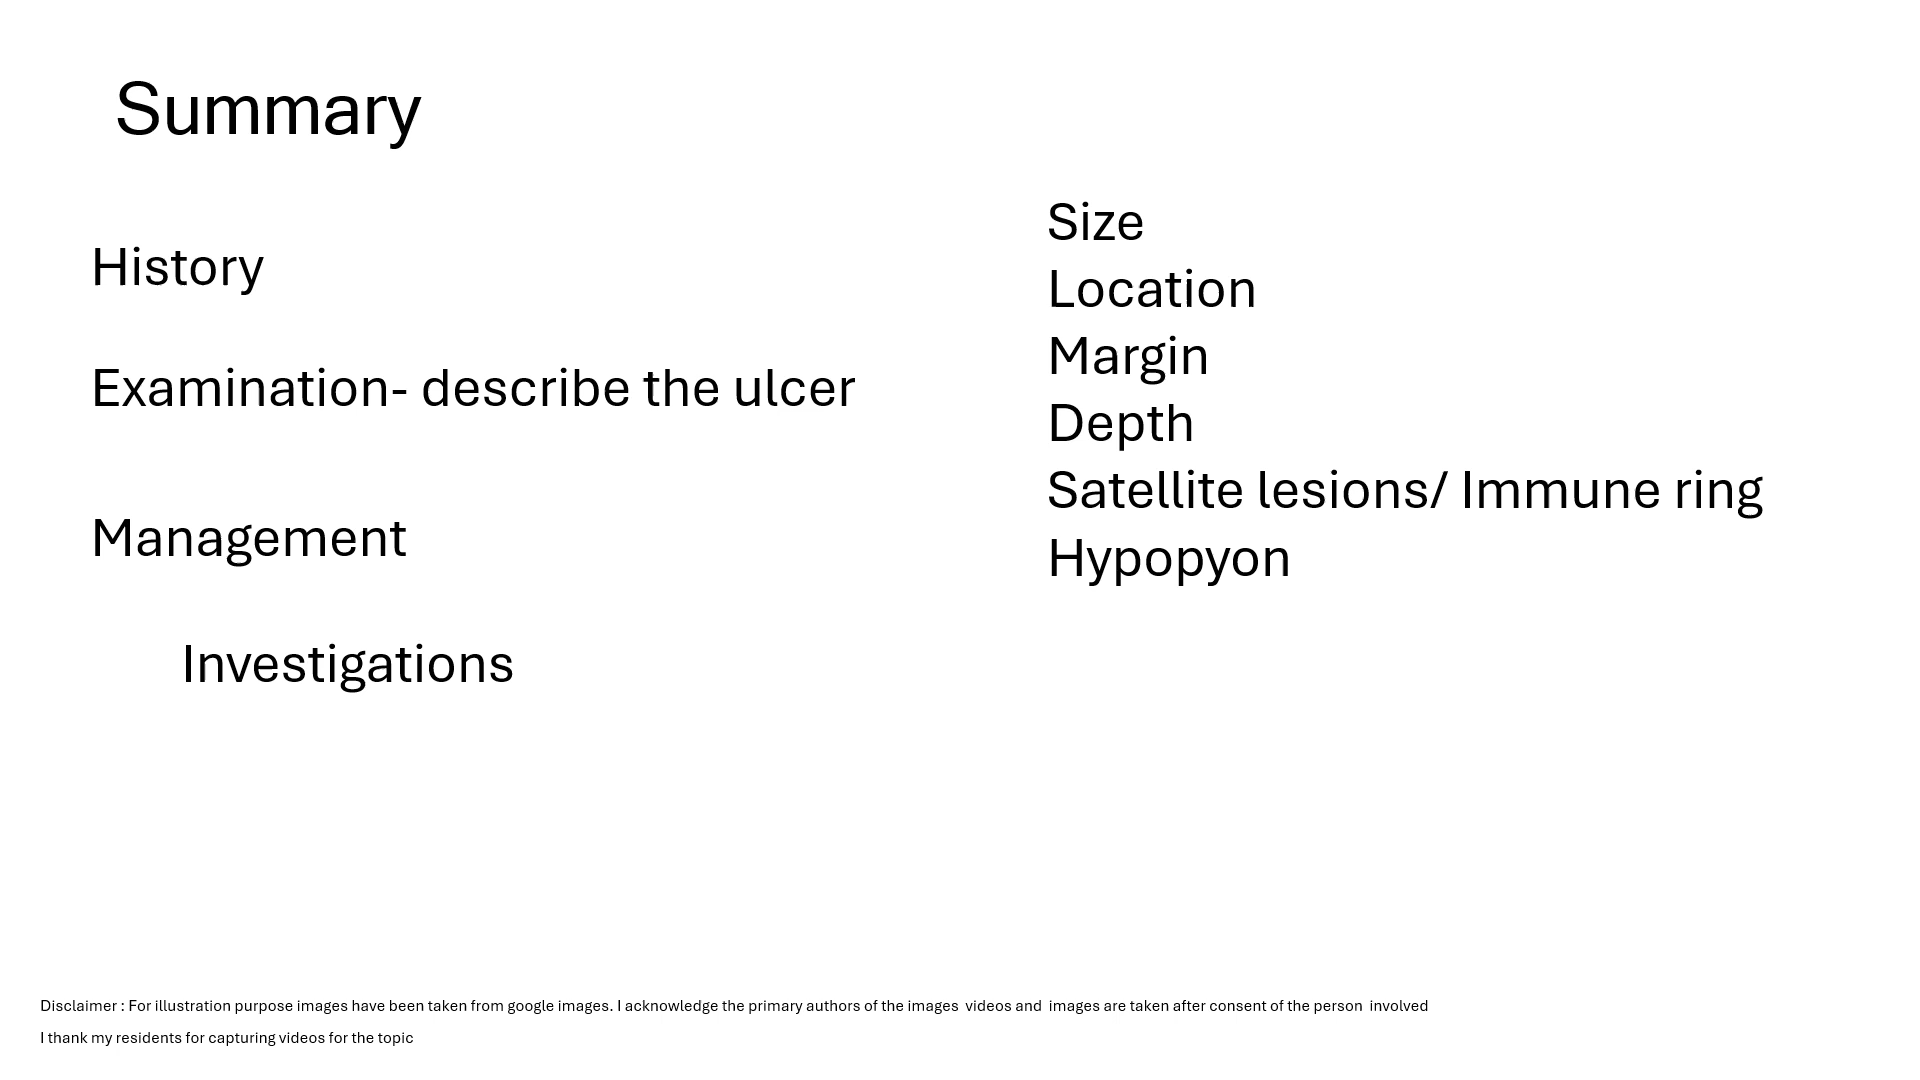 Summary
History
Examination- describe the ulcer
Management
Investigations
Size
Location
Margin
Depth
Satellite lesions/ Immune ring
Hypopyon
Disclaimer : For illustration purpose images have been taken from google images. I acknowledge the primary authors of the images  videos and  images are taken after consent of the person  involved
I thank my residents for capturing videos for the topic